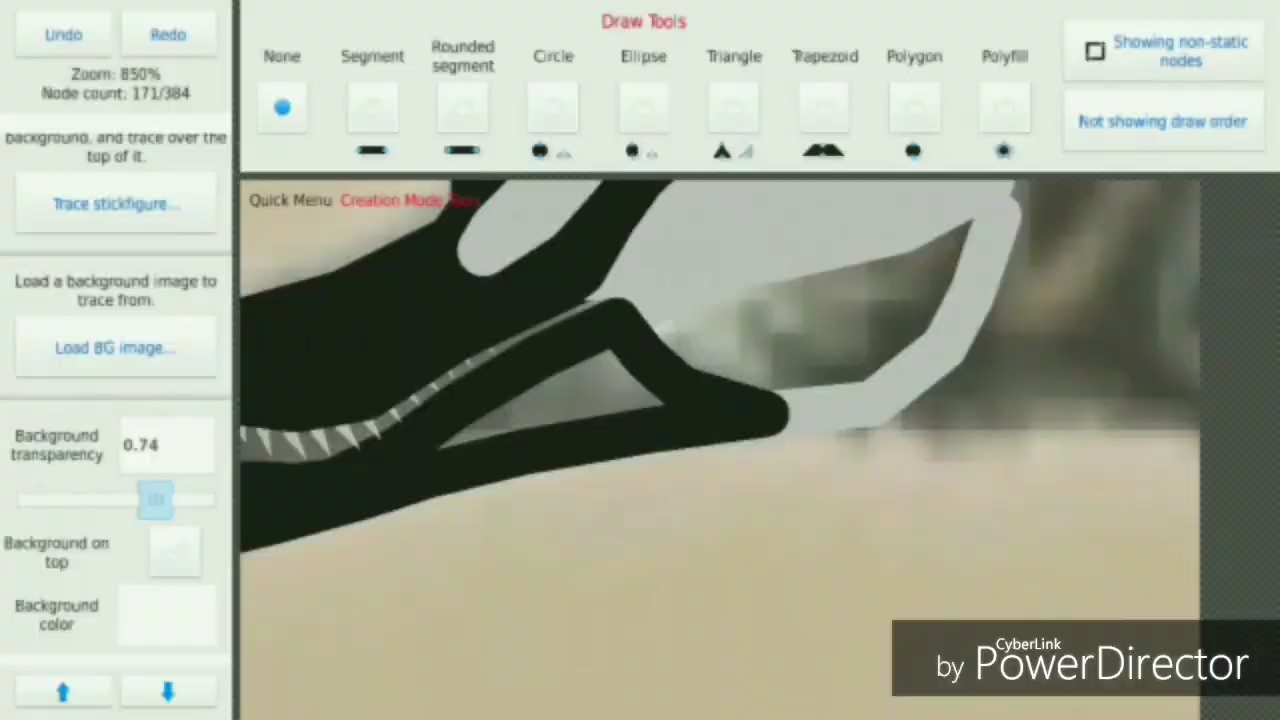 Undo
Redo
Zoom: 850%
Node count: 171/384
background, and trace over the
top of it.
Trace stickfigure...
Load a background image to
trace from.
Load BG image...
Background
transparency
0.74
Background on
top
Background
color
Draw Tools
None
Segment
Rounded
segment
Circle
Ellipse
Triangle
Trapezoid
Polygon
Polyfill
Showing non-static
nodes
Not showing draw order
Quick Menu
Creation Mode
by CyberLink PowerDirector